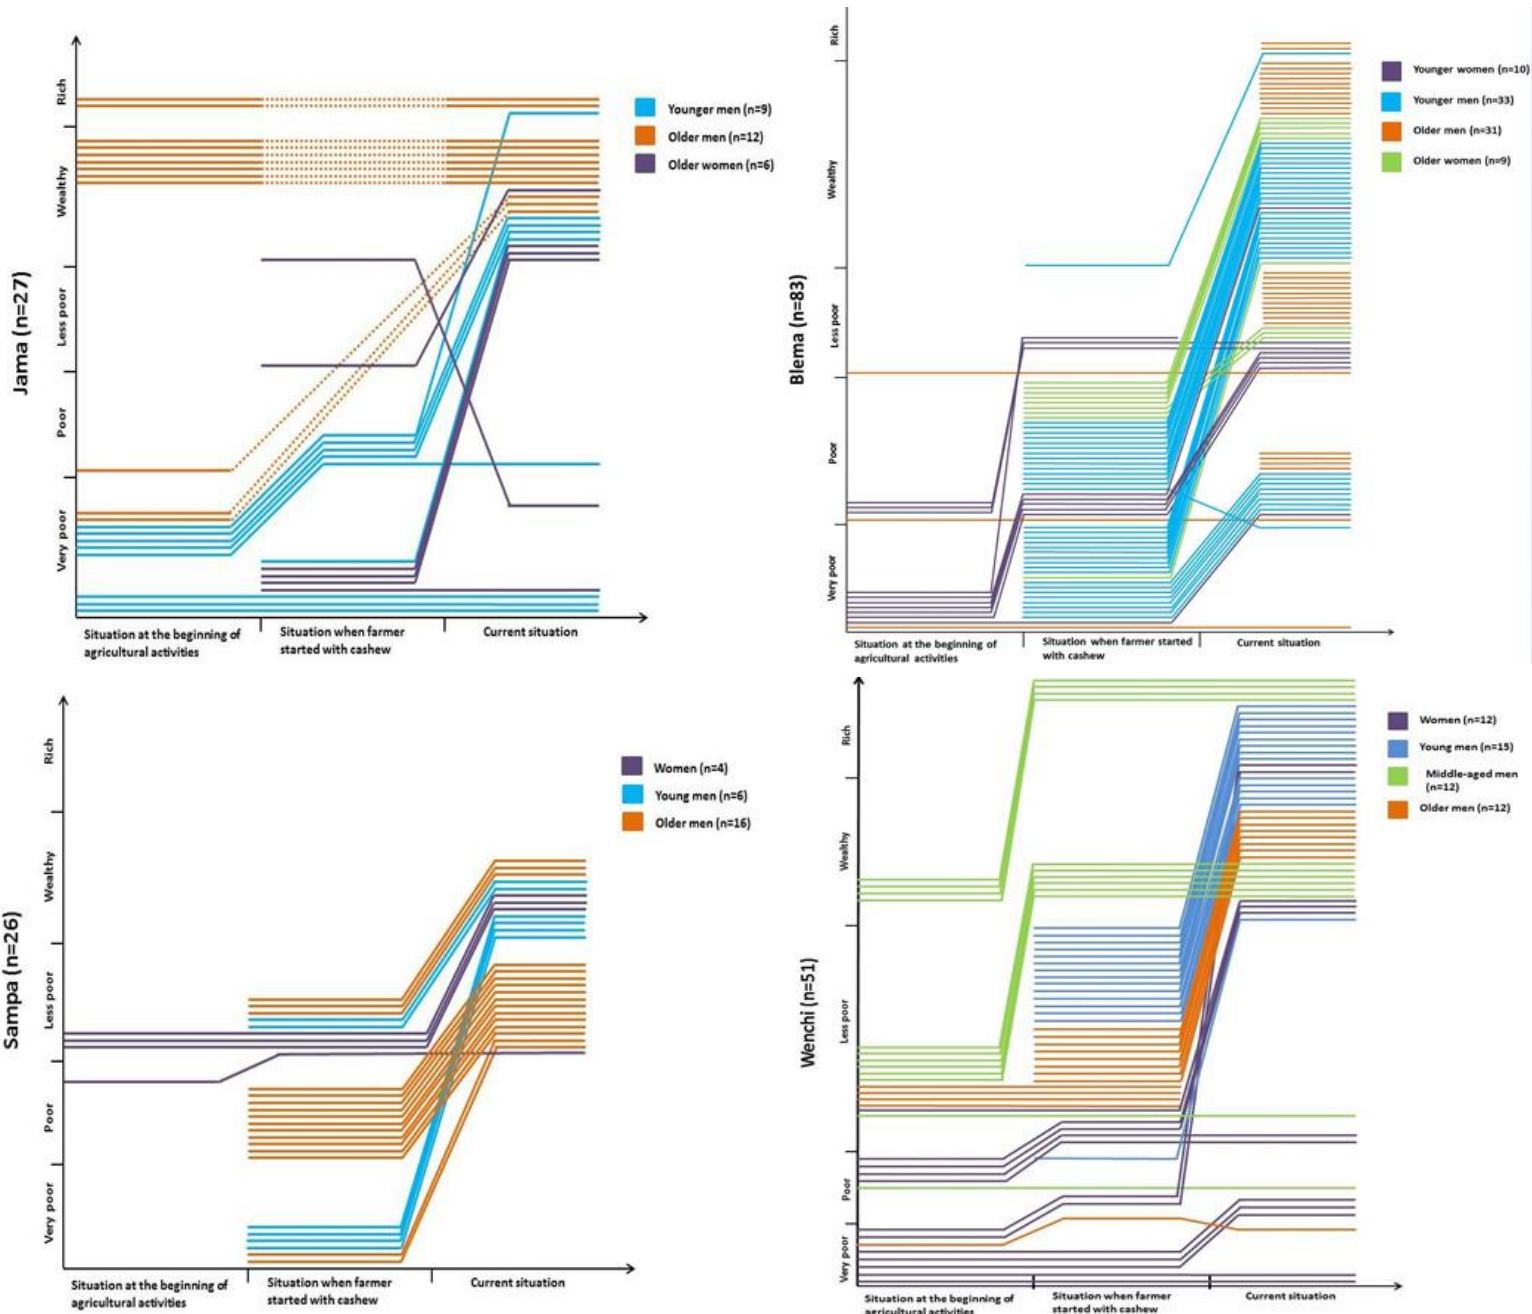 Jama (n=27)
Rich
Wealthy
Less poor
Poor
Very poor
Situation at the beginning of
agricultural activities
Situation when farmer
started with cashew
Current situation
Younger men (n=9)
Older men (n=12)
Older women (n=6)
Blema (n=83)
Rich
Wealthy
Less poor
Poor
Very poor
Situation at the beginning of
agricultural activities
Situation when farmer started
with cashew
Current situation
Younger women (n=10)
Younger men (n=33)
Older men (n=31)
Older women (n=9)
Sampa (n=26)
Rich
Wealthy
Less poor
Poor
Very poor
Situation at the beginning of
agricultural activities
Situation when farmer
started with cashew
Current situation
Women (n=4)
Young men (n=6)
Older men (n=16)
Wenchi (n=51)
Rich
Wealthy
Less poor
Poor
Very poor
Situation at the beginning of
agricultural activities
Situation when farmer
started with cashew
Current situation
Women (n=12)
Young men (n=15)
Middle-aged men
(n=12)
Older men (n=12)